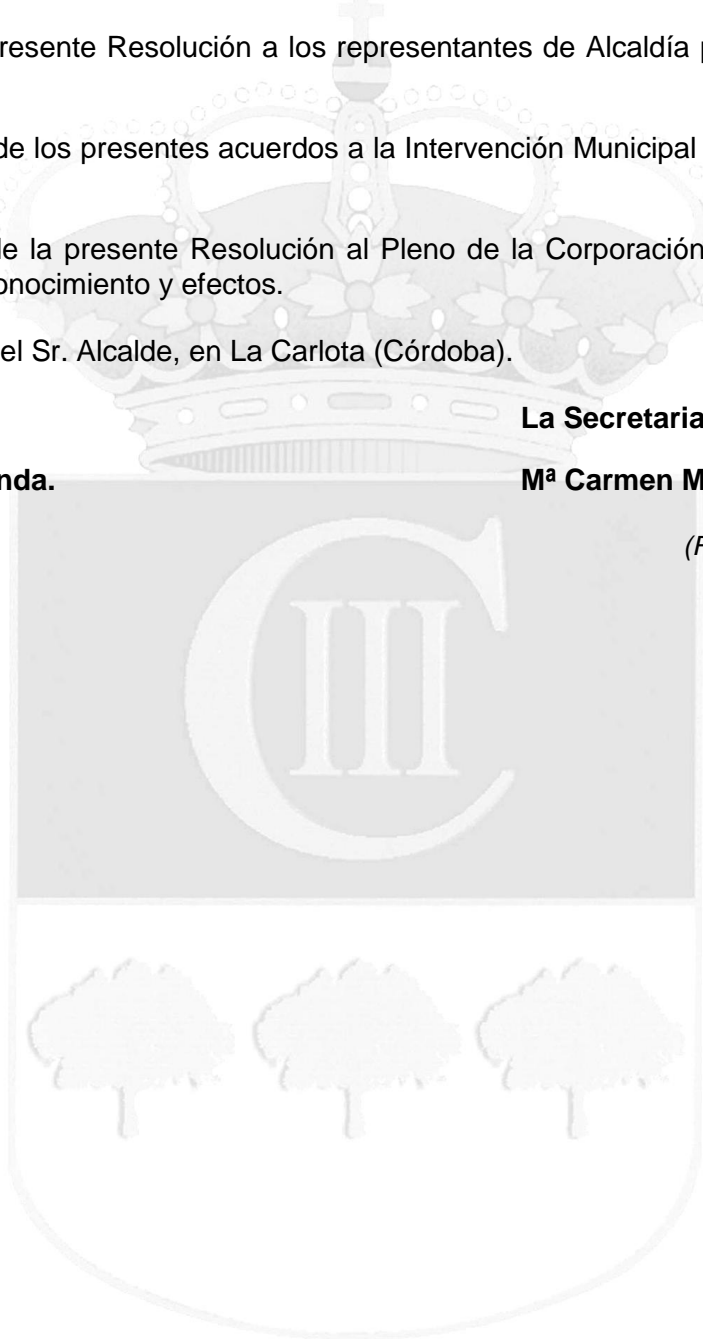 resente Resolución a los representantes de Alcaldía p
de los presentes acuerdos a la Intervención Municipal
de la presente Resolución al Pleno de la Corporación,
onocimiento y efectos.
el Sr. Alcalde, en La Carlota (Córdoba).
La Secretaria
nda.
Mª Carmen M
(F
C III